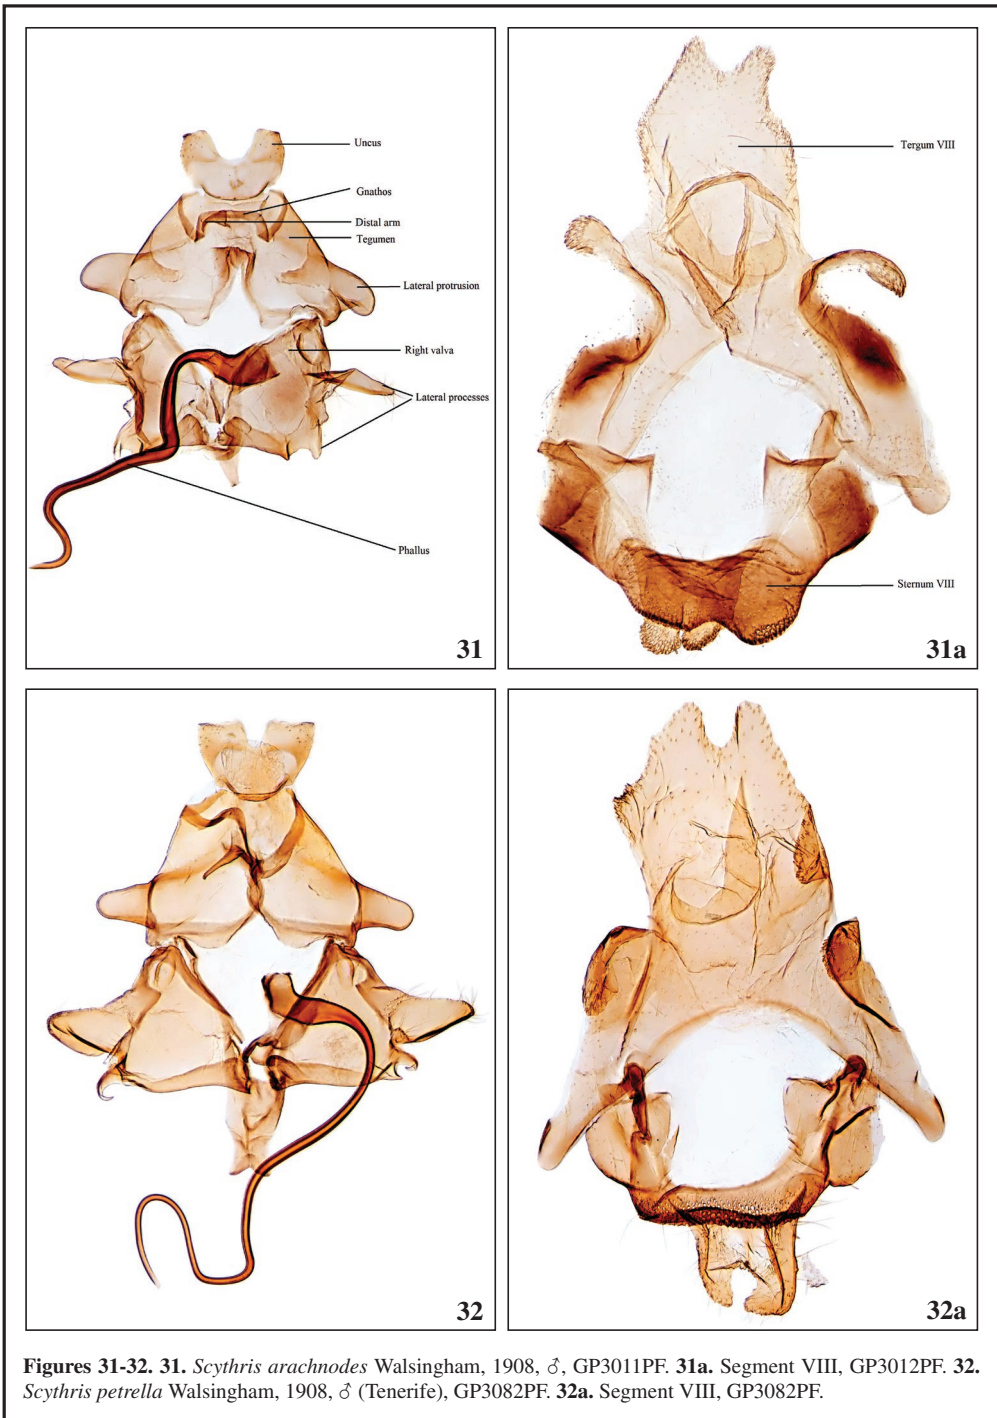 Uncus
Gnathos
Distal arm
Tegumen
Lateral protrusion
Right valva
Lateral processes
Phallus
31
Tergum VIII
Sternum VIII
31a
32
32a
Figures 31-32. 31. Scythris arachnodes Walsingham, 1908, ♂, GP3011PF. 31a. Segment VIII, GP3012PF. 32.
Scythris petrella Walsingham, 1908, ♂ (Tenerife), GP3082PF. 32a. Segment VIII, GP3082PF.